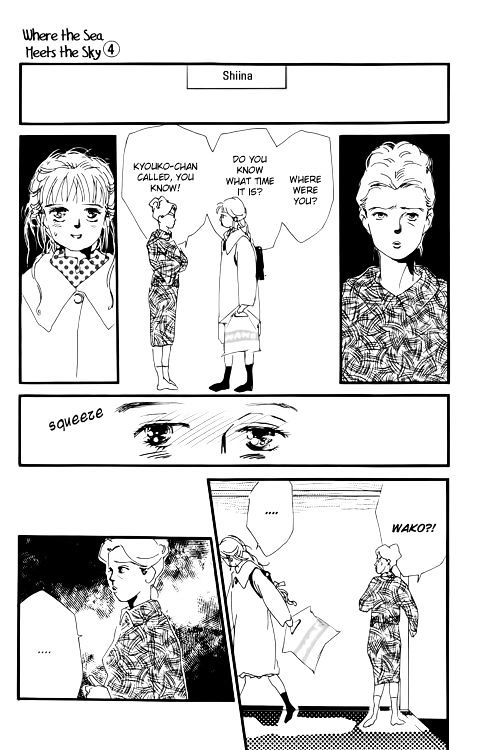 Where the Sea
Meets the Sky ④
Shiina
WHERE
WERE
YOU?
DO YOU
KNOW
WHAT TIME
IT IS?
KYOUKO-CHAN
CALLED, YOU
KNOW!
squeeze
WAKO?!
....
....